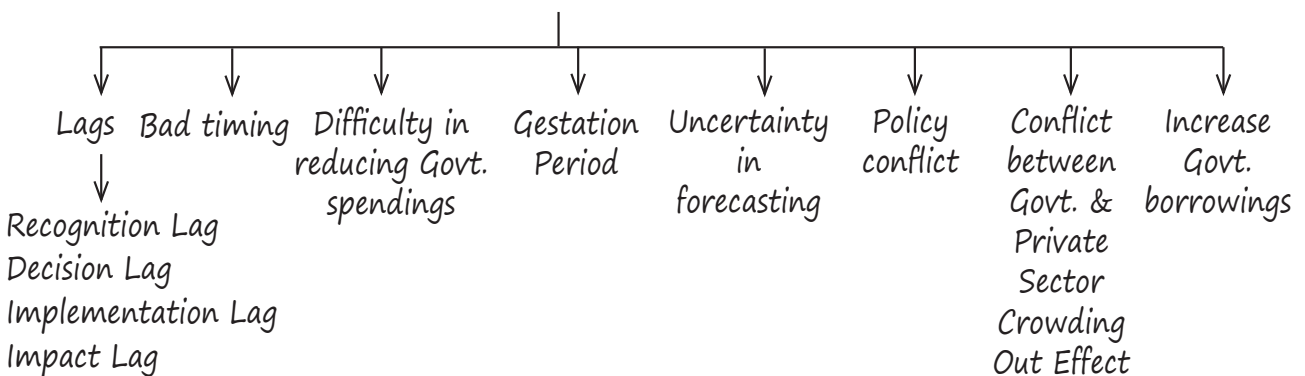 Lags
Recognition Lag
Decision Lag
Implementation Lag
Impact Lag
Bad timing
Difficulty in
reducing Govt.
spendings
Gestation
Period
Uncertainty
in
forecasting
Policy
conflict
Conflict
between
Govt. &
Private
Sector
Crowding
Out Effect
Increase
Govt.
borrowings